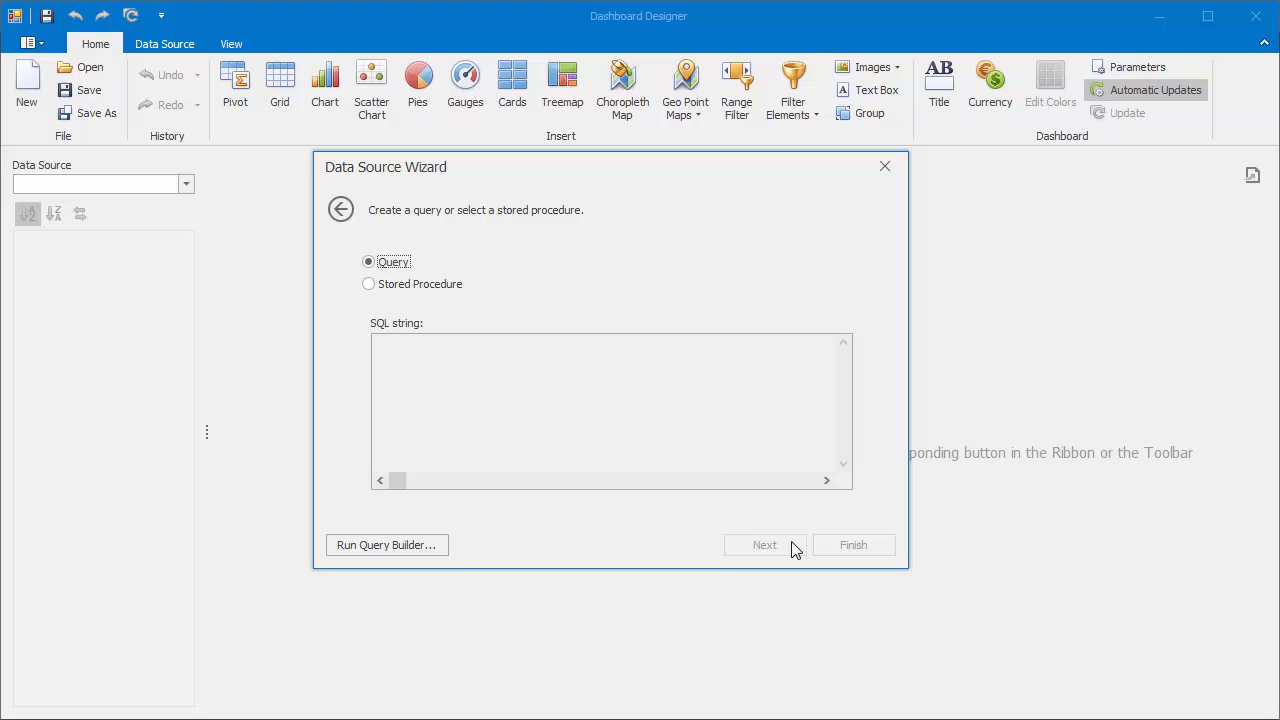 Dashboard Designer
Home
Data Source
View
New
Open
Save
Save As
File
Undo
Redo
History
Pivot
Grid
Chart
Scatter
Chart
Pies
Gauges
Cards
Treemap
Choropleth
Map
Geo Point
Maps
Range
Filter
Filter
Elements
Images
Text Box
Group
Insert
AB
Title
Currency
Edit Colors
Parameters
Automatic Updates
Update
Dashboard
Data Source
Data Source Wizard
Create a query or select a stored procedure.
Query
Stored Procedure
SQL string:
ponding button in the Ribbon or the Toolbar
Run Query Builder...
Next
Finish